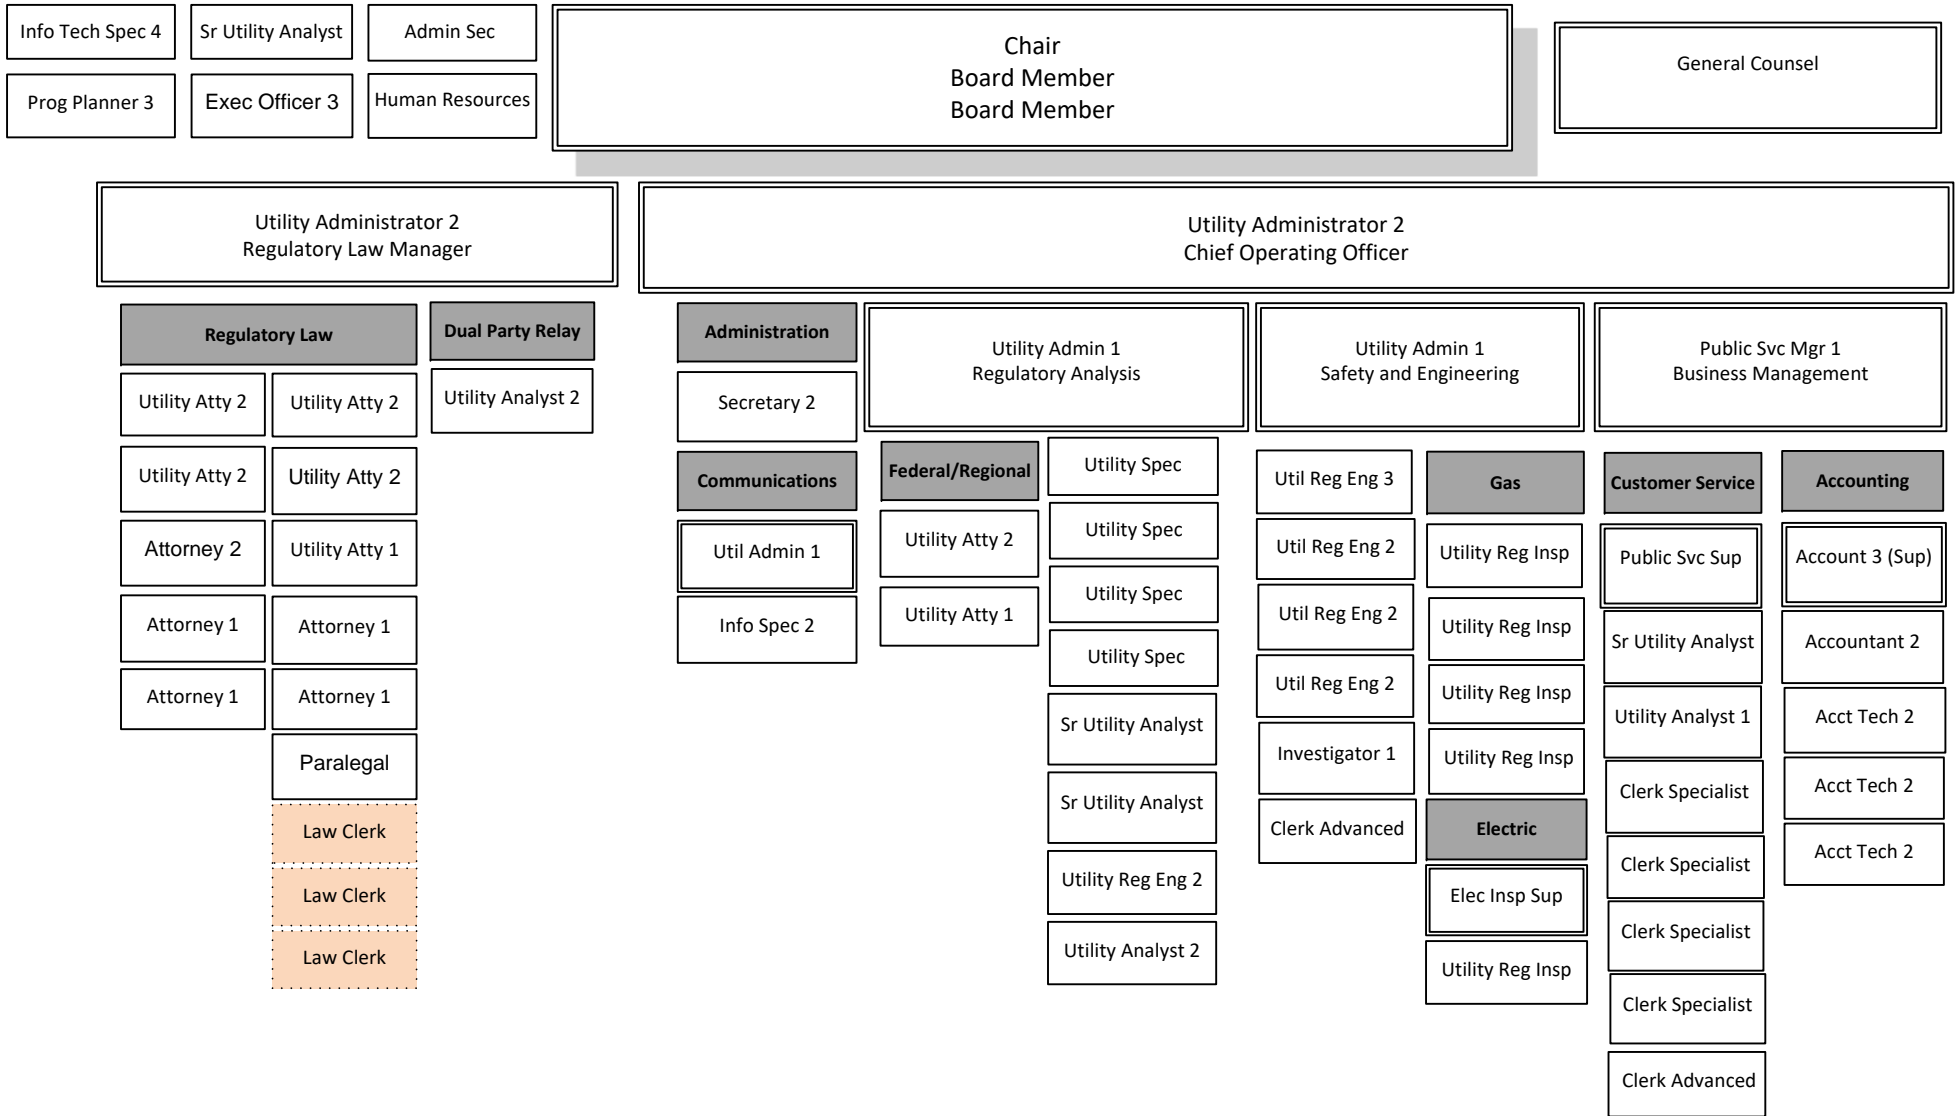 Info Tech Spec 4
Sr Utility Analyst
Admin Sec
Prog Planner 3
Exec Officer 3
Human Resources
Chair
Board Member
Board Member
General Counsel
Utility Administrator 2
Regulatory Law Manager
Utility Administrator 2
Chief Operating Officer
Regulatory Law
Utility Atty 2
Utility Atty 2
Utility Atty 2
Utility Atty 2
Attorney 2
Utility Atty 1
Attorney 1
Attorney 1
Attorney 1
Attorney 1
Paralegal
Law Clerk
Law Clerk
Law Clerk
Dual Party Relay
Utility Analyst 2
Administration
Secretary 2
Communications
Util Admin 1
Info Spec 2
Utility Admin 1
Regulatory Analysis
Federal/Regional
Utility Atty 2
Utility Atty 1
Utility Spec
Utility Spec
Utility Spec
Utility Spec
Sr Utility Analyst
Sr Utility Analyst
Utility Reg Eng 2
Utility Analyst 2
Utility Admin 1
Safety and Engineering
Util Reg Eng 3
Util Reg Eng 2
Util Reg Eng 2
Util Reg Eng 2
Investigator 1
Clerk Advanced
Gas
Utility Reg Insp
Utility Reg Insp
Utility Reg Insp
Utility Reg Insp
Electric
Elec Insp Sup
Utility Reg Insp
Public Svc Mgr 1
Business Management
Customer Service
Public Svc Sup
Sr Utility Analyst
Utility Analyst 1
Clerk Specialist
Clerk Specialist
Clerk Specialist
Clerk Specialist
Clerk Advanced
Accounting
Account 3 (Sup)
Accountant 2
Acct Tech 2
Acct Tech 2
Acct Tech 2